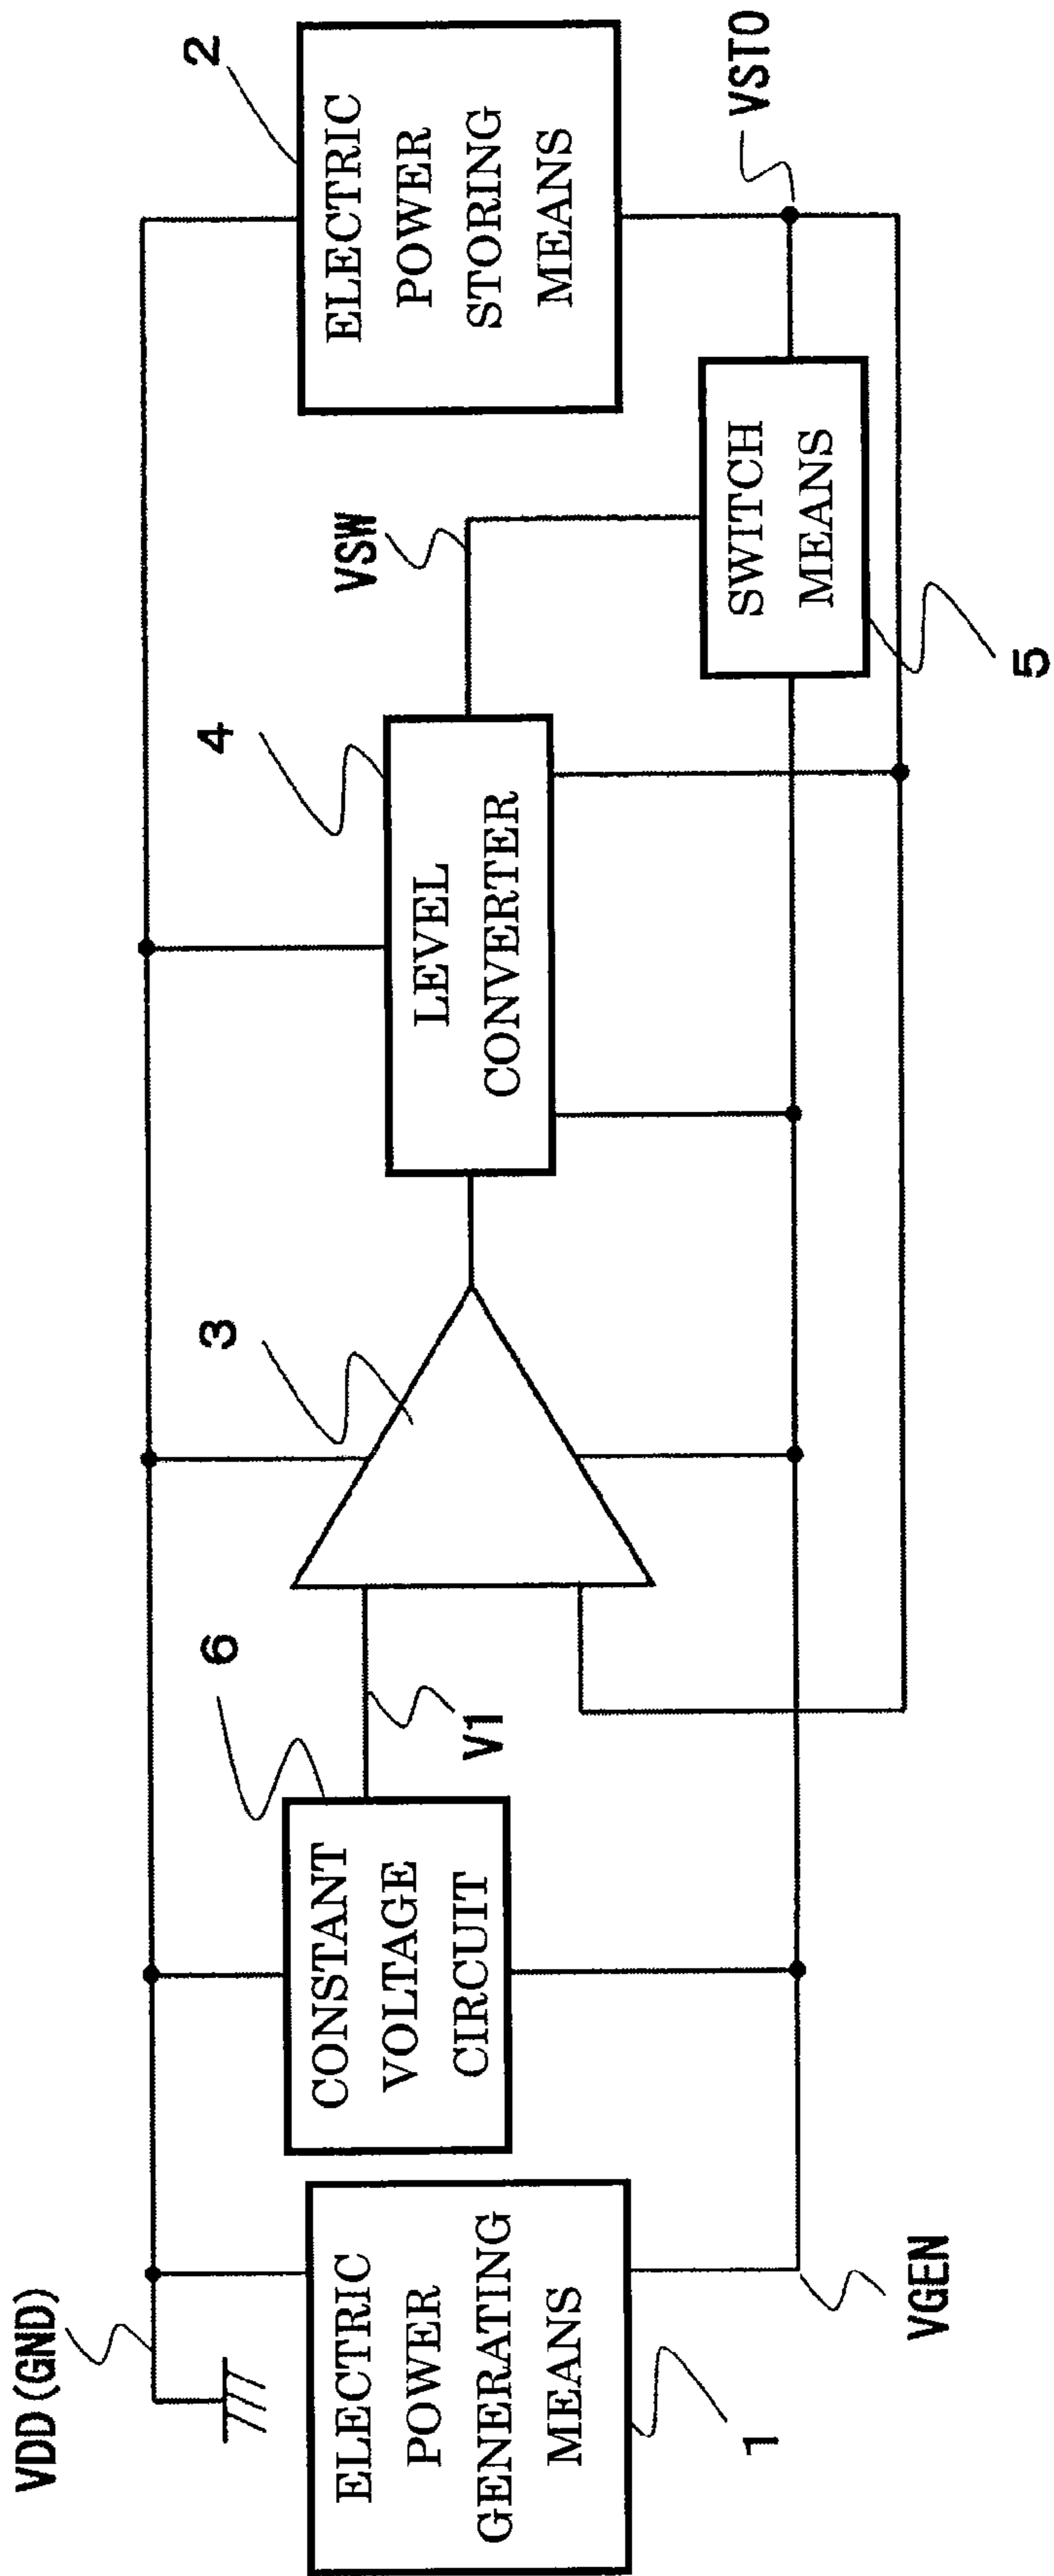 VDD (GND)
ELECTRIC
POWER
GENERATING
MEANS
1
VGEN
CONSTANT
VOLTAGE
CIRCUIT
6
V1
3
LEVEL
CONVERTER
4
VSW
SWITCH
MEANS
5
ELECTRIC
POWER
STORING
MEANS
2
VSTO